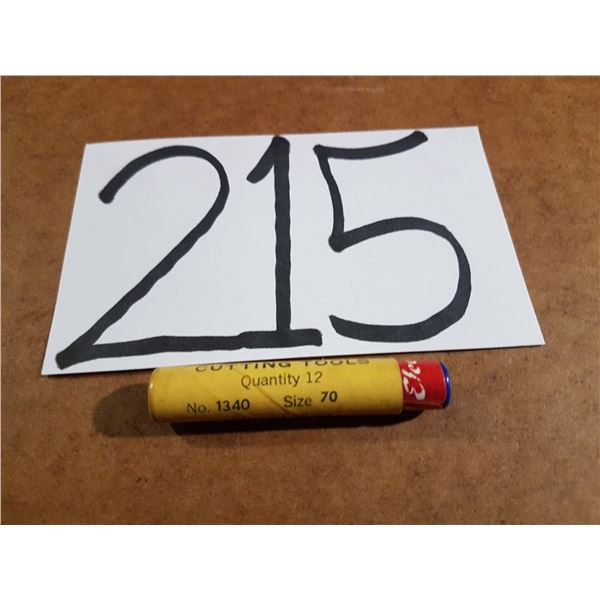 215
CUTTING TOOLS
Quantity 12
No. 1340 Size 70